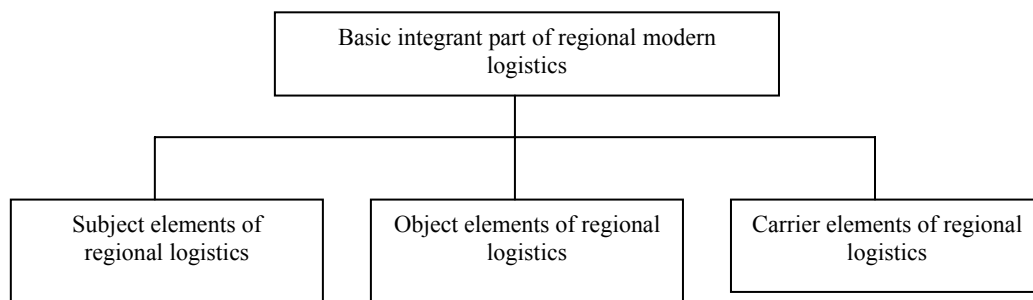 Basic integrant part of regional modern
logistics
Subject elements of
regional logistics
Object elements of regional
logistics
Carrier elements of regional
logistics